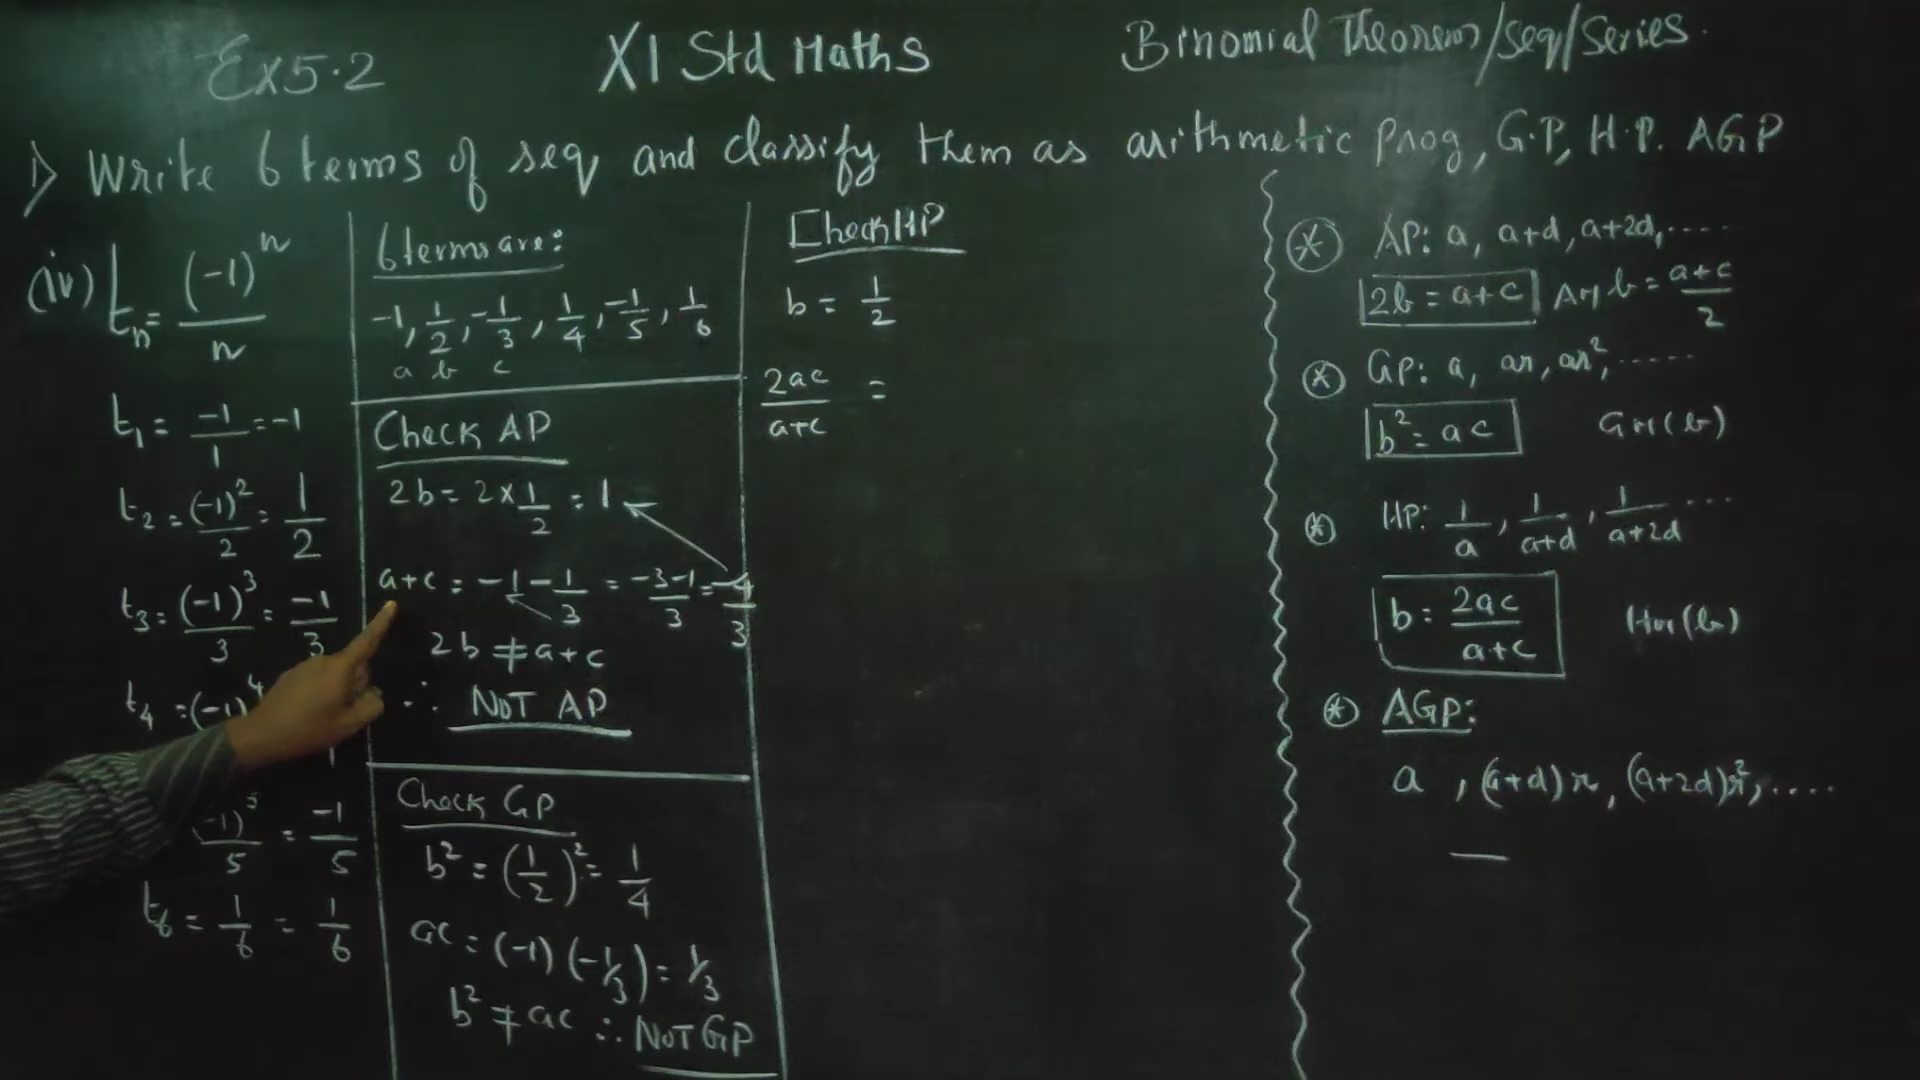 Ex 5.2 XI Std Maths Binomial Theorem/seq/series.
1) Write 6 terms of seq and classify them as arithmetic prog, G.P, H.P. AGP
(iv) tn = (-1)^n / n
t1 = -1/1 = -1
t2 = (-1)^2/2 = 1/2
t3 = (-1)^3/3 = -1/3
t4 = (-1)^4
(-1)^5/5 = -1/5
t6 = 1/6 = 1/6
6 terms are:
-1, 1/2, -1/3, 1/4, -1/5, 1/6
a b c
Check AP
2b = 2 × 1/2 = 1
a+c = -1 - 1/3 = -3-1/3 = -4/3
2b ≠ a+c
∴ NOT AP
Check GP
b² = (1/2)² = 1/4
ac = (-1)(-1/3) = 1/3
b² ≠ ac ∴ NOT GP
Check HP
b = 1/2
2ac/a+c =
* AP: a, a+d, a+2d, .....
2b = a+c b = a+c/2
* GP: a, ar, ar², .....
b² = ac GM(b)
* HP: 1/a, 1/a+d, 1/a+2d ...
b = 2ac/a+c HM(b)
* AGP:
a, (a+d)r, (a+2d)r², ....